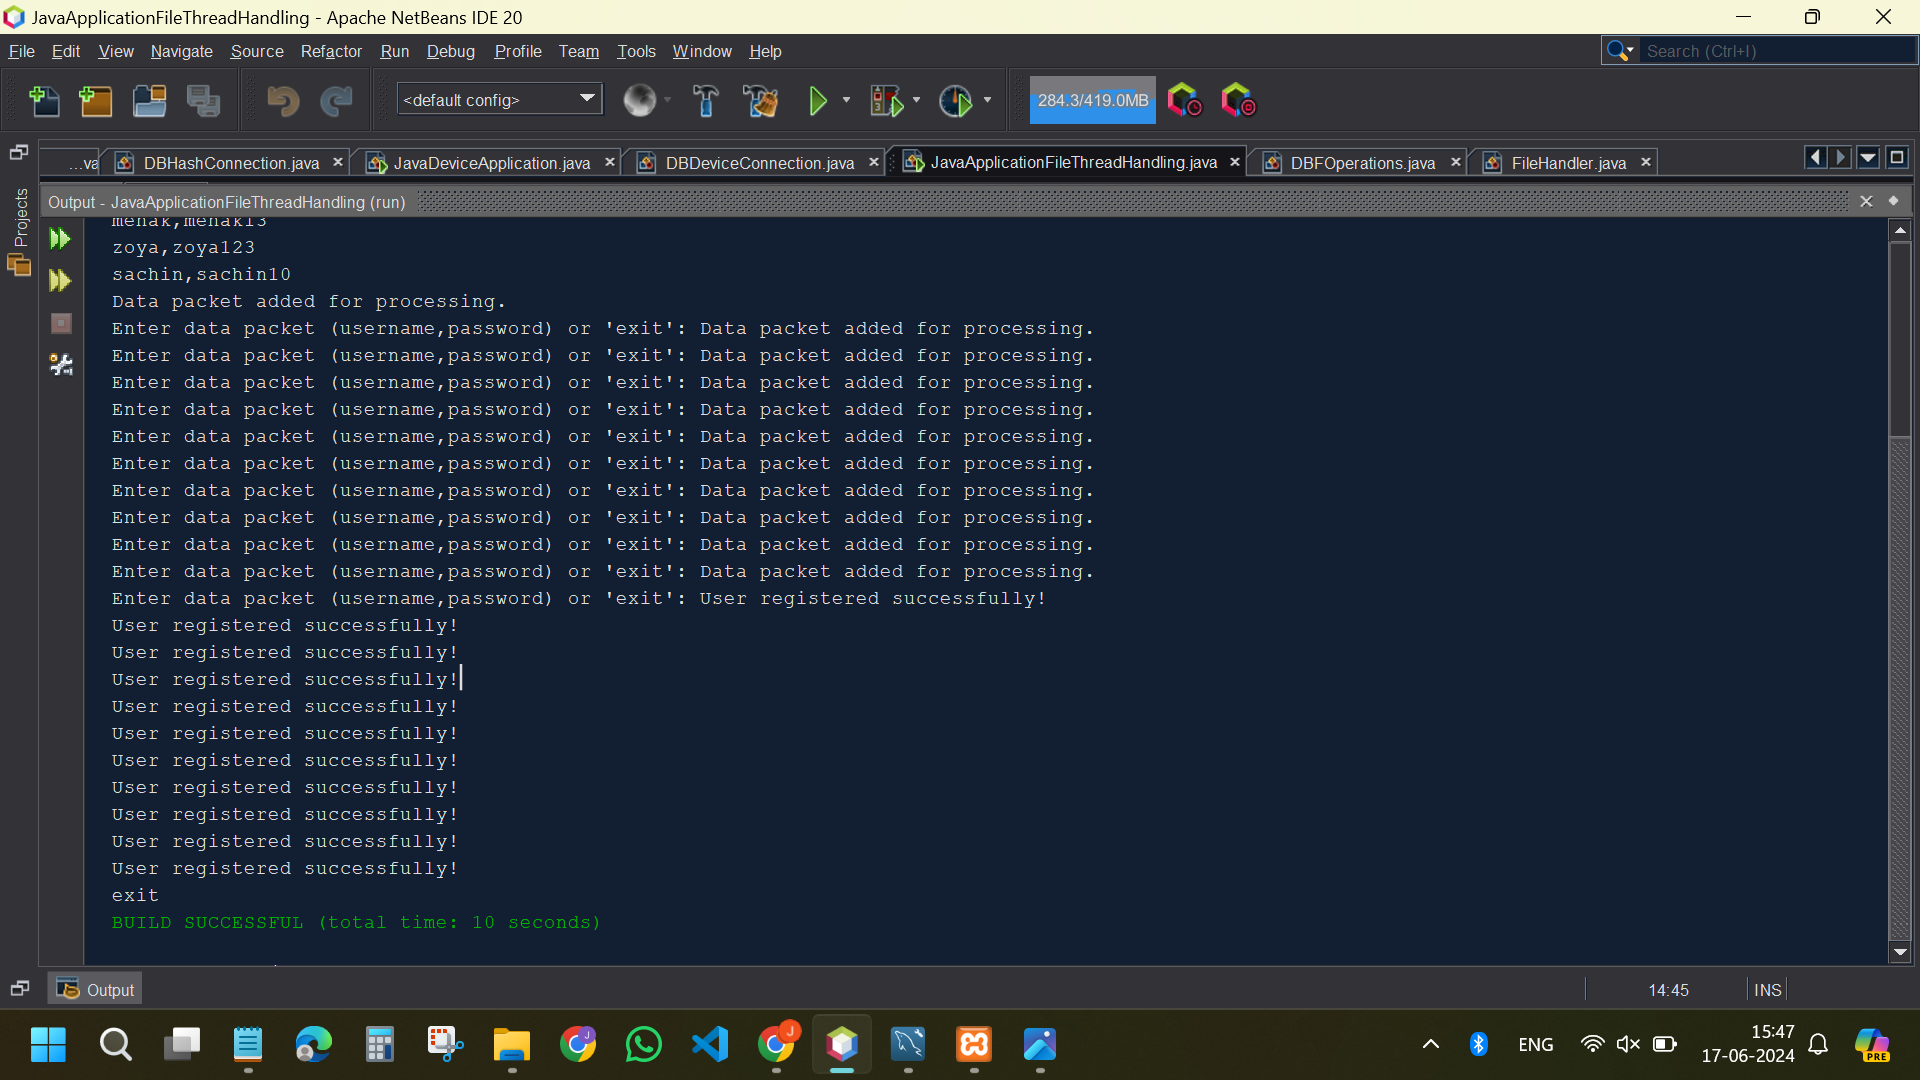 JavaApplicationFileThreadHandling - Apache NetBeans IDE 20
File Edit View Navigate Source Refactor Run Debug Profile Team Tools Window Help
Search (Ctrl+I)
<default config>
284.3/419.0MB
...va DBHashConnection.java JavaDeviceApplication.java DBDeviceConnection.java JavaApplicationFileThreadHandling.java DBFOperations.java FileHandler.java
Projects
Output - JavaApplicationFileThreadHandling (run)
mehak,mehak13
zoya,zoya123
sachin,sachin10
Data packet added for processing.
Enter data packet (username,password) or 'exit': Data packet added for processing.
Enter data packet (username,password) or 'exit': Data packet added for processing.
Enter data packet (username,password) or 'exit': Data packet added for processing.
Enter data packet (username,password) or 'exit': Data packet added for processing.
Enter data packet (username,password) or 'exit': Data packet added for processing.
Enter data packet (username,password) or 'exit': Data packet added for processing.
Enter data packet (username,password) or 'exit': Data packet added for processing.
Enter data packet (username,password) or 'exit': Data packet added for processing.
Enter data packet (username,password) or 'exit': Data packet added for processing.
Enter data packet (username,password) or 'exit': Data packet added for processing.
Enter data packet (username,password) or 'exit': User registered successfully!
User registered successfully!
User registered successfully!
User registered successfully!
User registered successfully!
User registered successfully!
User registered successfully!
User registered successfully!
User registered successfully!
User registered successfully!
User registered successfully!
exit
BUILD SUCCESSFUL (total time: 10 seconds)
Output
14:45 INS
ENG
15:47
17-06-2024
PRE